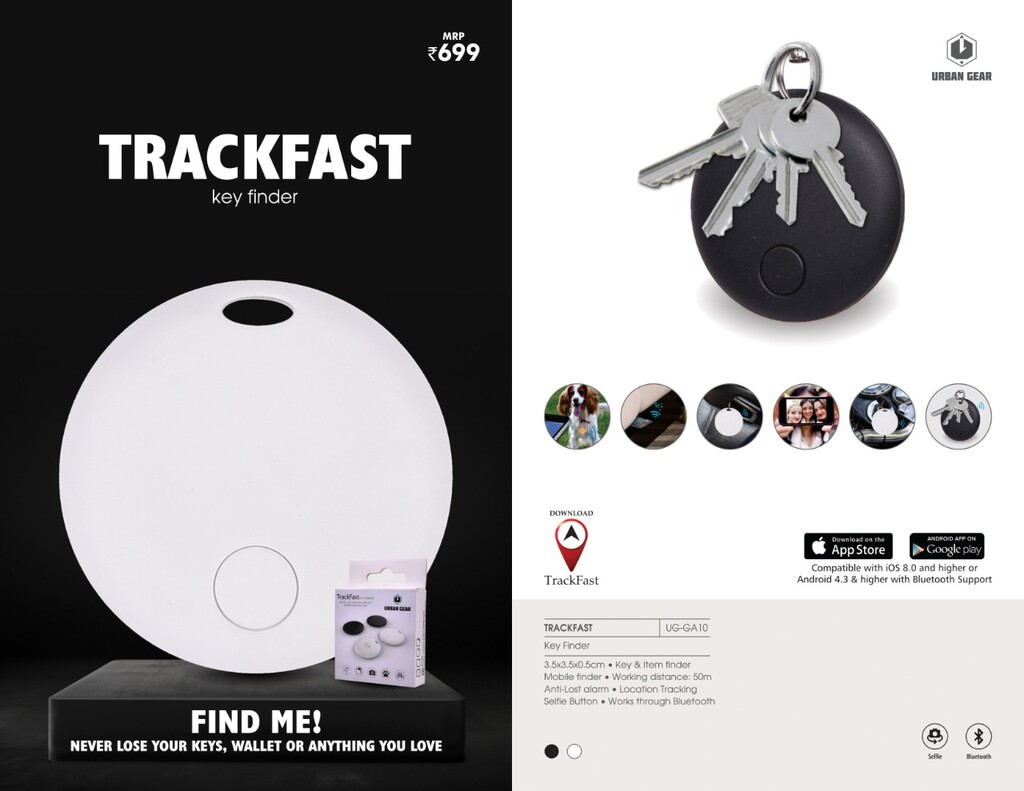 MRP
₹699
TRACKFAST
key finder
TrackFast
URBAN GEAR
FIND ME!
NEVER LOSE YOUR KEYS, WALLET OR ANYTHING YOU LOVE
URBAN GEAR
DOWNLOAD
TrackFast
Download on the
App Store
ANDROID APP ON
Google play
Compatible with iOS 8.0 and higher or
Android 4.3 & higher with Bluetooth Support
TRACKFAST UG-GA10
Key Finder
3.5x3.5x0.5cm • Key & Item finder
Mobile finder • Working distance: 50m
Anti-Lost alarm • Location Tracking
Selfie Button • Works through Bluetooth
Selfie Bluetooth